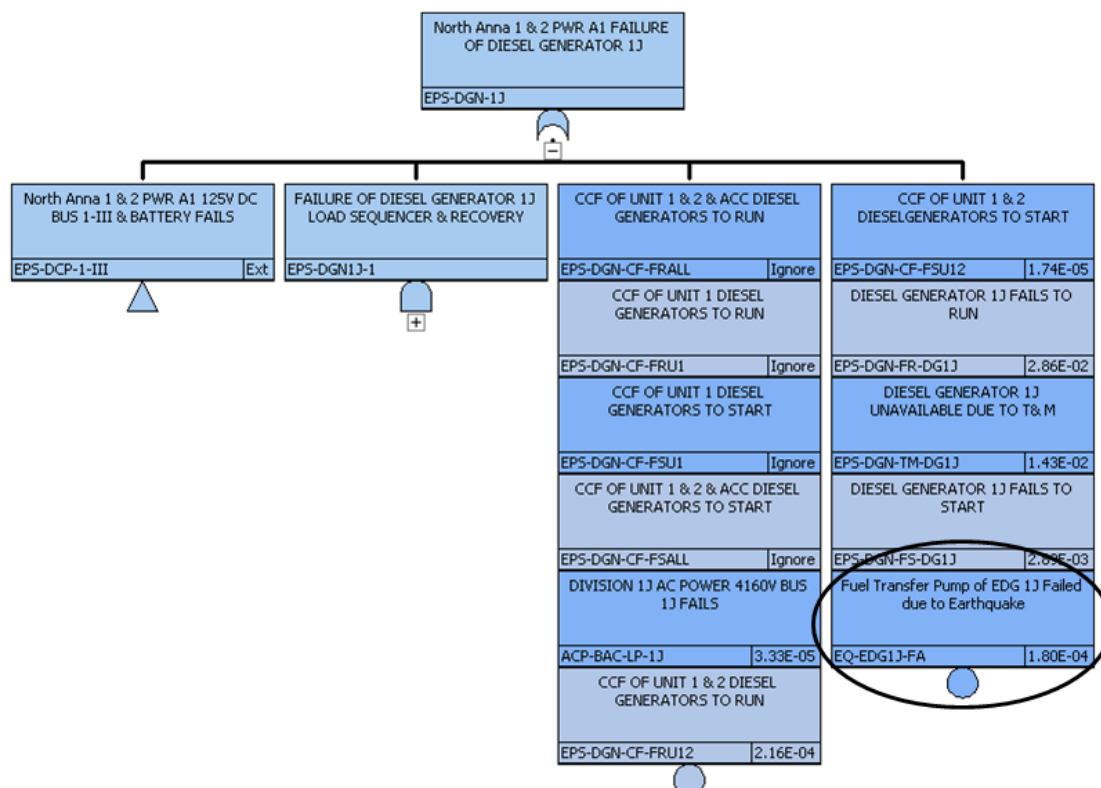 North Anna 1 & 2 PWR A1 FAILURE
OF DIESEL GENERATOR 1J
EPS-DGN-1J
North Anna 1 & 2 PWR A1 125V DC
BUS 1-III & BATTERY FAILS
EPS-DCP-1-III Ext
FAILURE OF DIESEL GENERATOR 1J
LOAD SEQUENCER & RECOVERY
EPS-DGN1J-1
CCF OF UNIT 1 & 2 & ACC DIESEL
GENERATORS TO RUN
EPS-DGN-CF-FRALL Ignore
CCF OF UNIT 1 DIESEL
GENERATORS TO RUN
EPS-DGN-CF-FRU1 Ignore
CCF OF UNIT 1 DIESEL
GENERATORS TO START
EPS-DGN-CF-FSU1 Ignore
CCF OF UNIT 1 & 2 & ACC DIESEL
GENERATORS TO START
EPS-DGN-CF-FSALL Ignore
DIVISION 1J AC POWER 4160V BUS
1J FAILS
ACP-BAC-LP-1J 3.33E-05
CCF OF UNIT 1 & 2 DIESEL
GENERATORS TO RUN
EPS-DGN-CF-FRU12 2.16E-04
CCF OF UNIT 1 & 2
DIESELGENERATORS TO START
EPS-DGN-CF-FSU12 1.74E-05
DIESEL GENERATOR 1J FAILS TO
RUN
EPS-DGN-FR-DG1J 2.86E-02
DIESEL GENERATOR 1J
UNAVAILABLE DUE TO T& M
EPS-DGN-TM-DG1J 1.43E-02
DIESEL GENERATOR 1J FAILS TO
START
EPS-DGN-FS-DG1J 2.89E-03
Fuel Transfer Pump of EDG 1J Failed
due to Earthquake
EQ-EDG1J-FA 1.80E-04